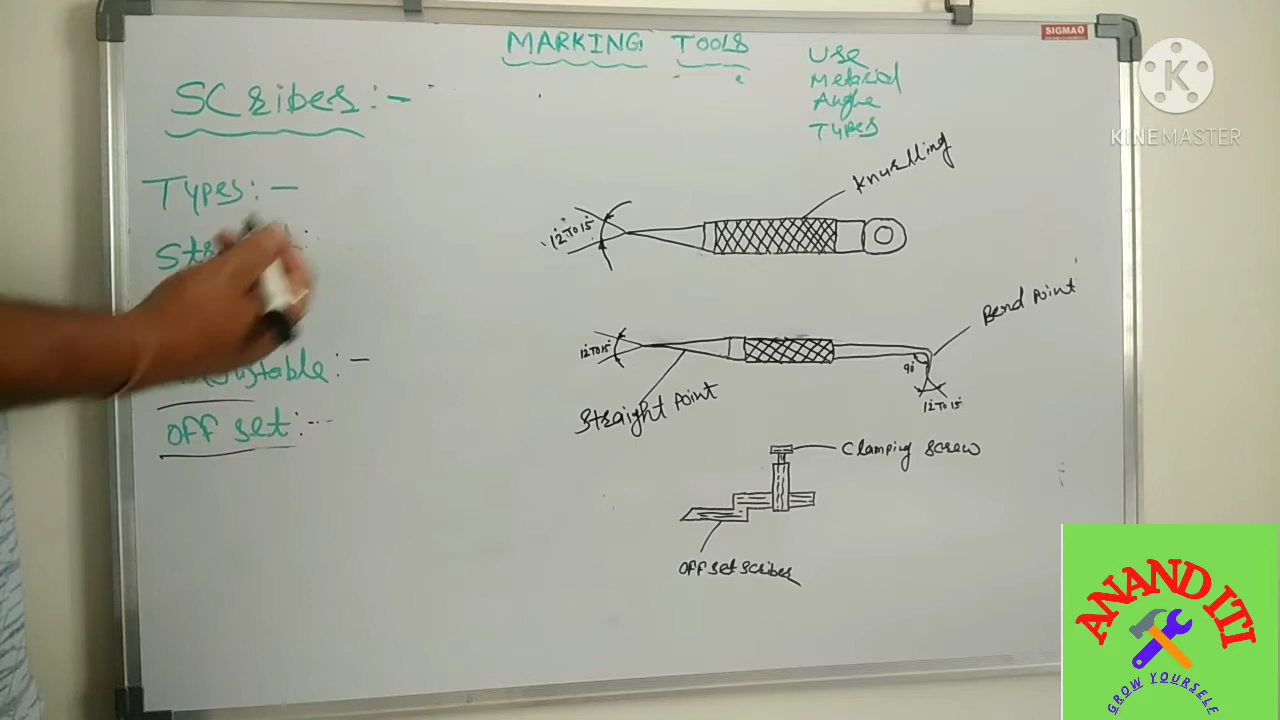 MARKING TOOLS
SIGMAO
USE
Material
Angle
Types
KINEMASTER
SCribes:-
Types:-
Knurlling
12° TO 15°
Bend Point
12° TO 15°
90°
12 TO 15°
Straight Point
OFF set:-
Clamping Screw
OFF set scriber
ANAND ITI
GROW YOURSELF